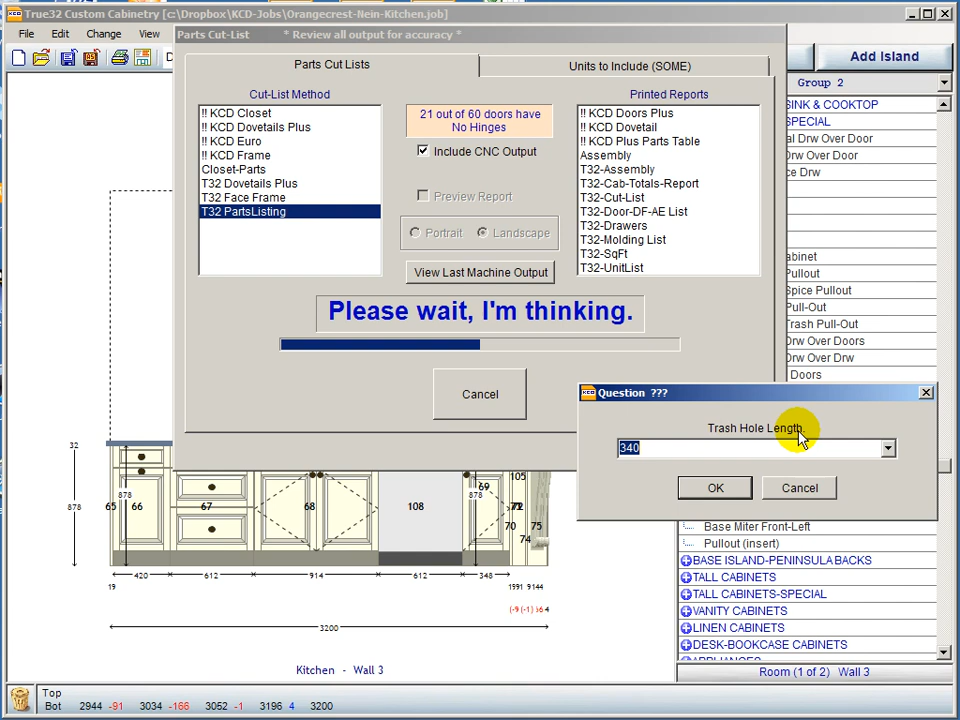 True32 Custom Cabinetry [c:\Dropbox\KCD-Jobs\Orangecrest-Nein-Kitchen.job]
File Edit Change View
Parts Cut-List * Review all output for accuracy *
Add Island
Parts Cut Lists
Units to Include (SOME)
Group 2
Cut-List Method
Printed Reports
!! KCD Closet
!! KCD Dovetails Plus
!! KCD Euro
!! KCD Frame
Closet-Parts
T32 Dovetails Plus
T32 Face Frame
T32 PartsListing
21 out of 60 doors have
No Hinges
Include CNC Output
Preview Report
Portrait Landscape
View Last Machine Output
!! KCD Doors Plus
!! KCD Dovetail
!! KCD Plus Parts Table
Assembly
T32-Assembly
T32-Cab-Totals-Report
T32-Cut-List
T32-Door-DF-AE List
T32-Drawers
T32-Molding List
T32-SqFt
T32-UnitList
SINK & COOKTOP
SPECIAL
al Drw Over Door
Drw Over Door
ce Drw
abinet
Pullout
Spice Pullout
Pull-Out
Trash Pull-Out
Drw Over Doors
Drw Over Drw
Doors
Please wait, I'm thinking.
Cancel
Question ???
Trash Hole Length.
340
OK
Cancel
Base Miter Front-Left
Pullout (insert)
BASE ISLAND-PENINSULA BACKS
TALL CABINETS
TALL CABINETS-SPECIAL
VANITY CABINETS
LINEN CABINETS
DESK-BOOKCASE CABINETS
APPLIANCES
32
878
878
65 66
67
68
108
69
878
105
70
74
75
420 612 914 612 348
19
3200
Kitchen - Wall 3
Room (1 of 2) Wall 3
Top
Bot 2944 -91 3034 -166 3052 -1 3196 4 3200